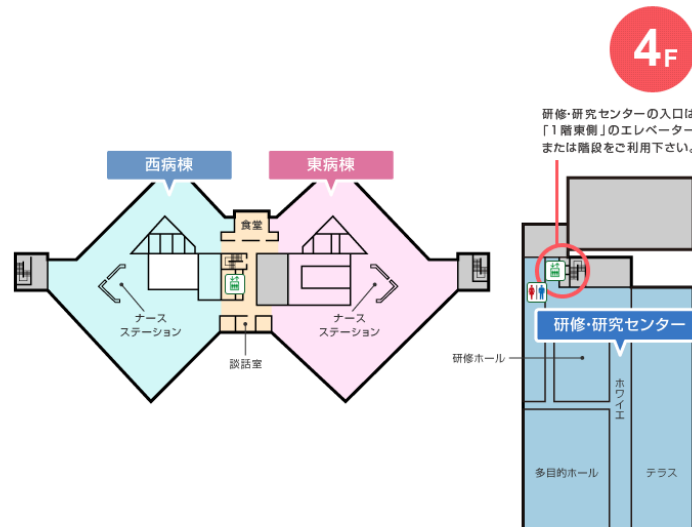 4F
研修・研究センターの入口は
「1階東側」のエレベーター
または階段をご利用下さい。
西病棟
東病棟
食堂
ナース
ステーション
ナース
ステーション
談話室
研修・研究センター
研修ホール
ホワイエ
多目的ホール
テラス